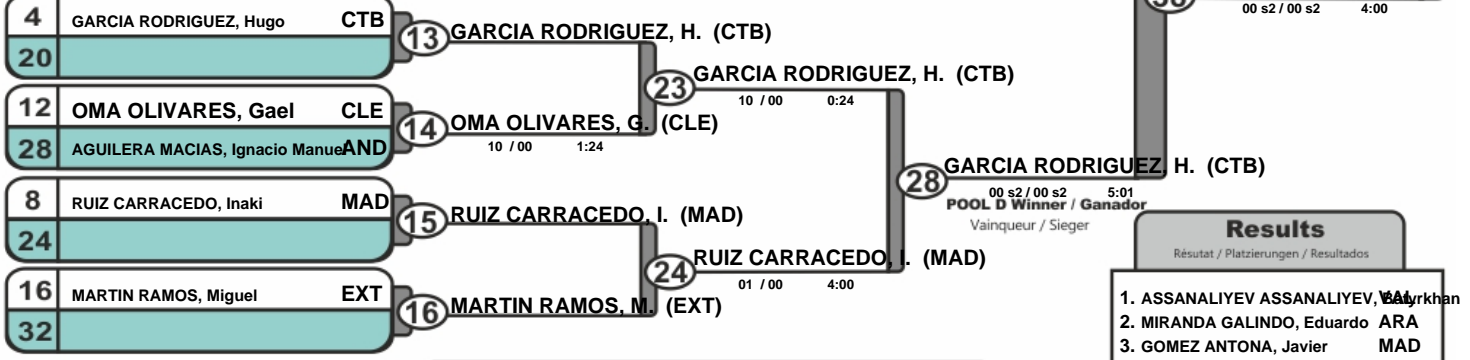 00 s2 / 00 s2 4:00
4 GARCIA RODRIGUEZ, Hugo CTB
20
13 GARCIA RODRIGUEZ, H. (CTB)
12 OMA OLIVARES, Gael CLE
28 AGUILERA MACIAS, Ignacio Manuel AND
14 OMA OLIVARES, G. (CLE)
10 / 00 1:24
23 GARCIA RODRIGUEZ, H. (CTB)
10 / 00 0:24
8 RUIZ CARRACEDO, Inaki MAD
24
15 RUIZ CARRACEDO, I. (MAD)
16 MARTIN RAMOS, Miguel EXT
32
16 MARTIN RAMOS, M. (EXT)
24 RUIZ CARRACEDO, I. (MAD)
01 / 00 4:00
28 GARCIA RODRIGUEZ, H. (CTB)
00 s2 / 00 s2 5:01
POOL D Winner / Ganador
Vainqueur / Sieger
Results
Résutat / Platzierungen / Resultados
1. ASSANALIYEV ASSANALIYEV, VAL
2. MIRANDA GALINDO, Eduardo ARA
3. GOMEZ ANTONA, Javier MAD